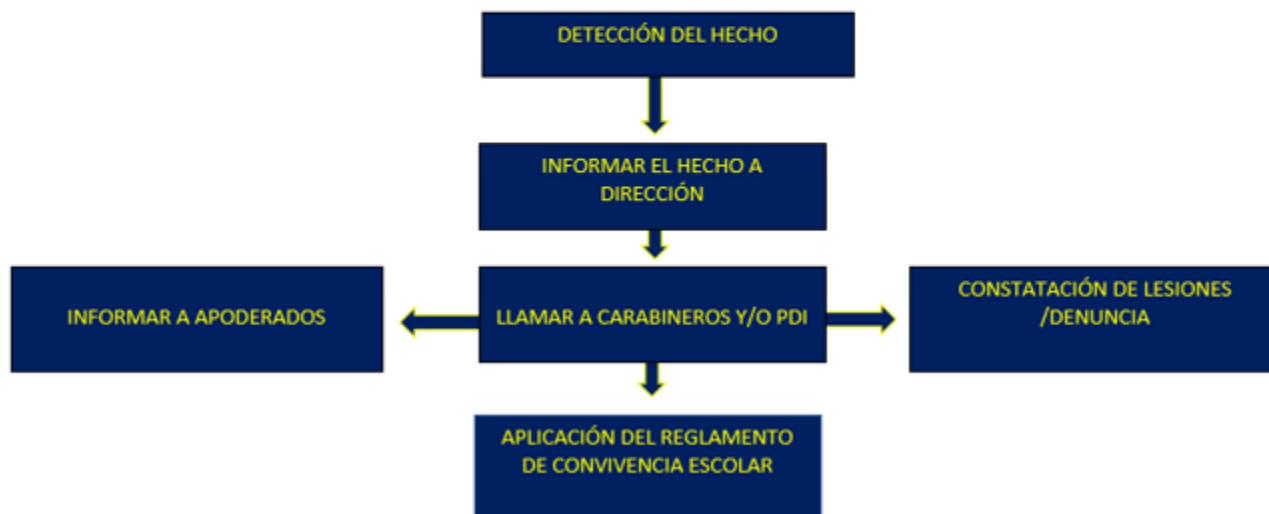 DETECCIÓN DEL HECHO
INFORMAR EL HECHO A
DIRECCIÓN
INFORMAR A APODERADOS
LLAMAR A CARABINEROS Y/O PDI
CONSTATACIÓN DE LESIONES
/DENUNCIA
APLICACIÓN DEL REGLAMENTO
DE CONVIVENCIA ESCOLAR